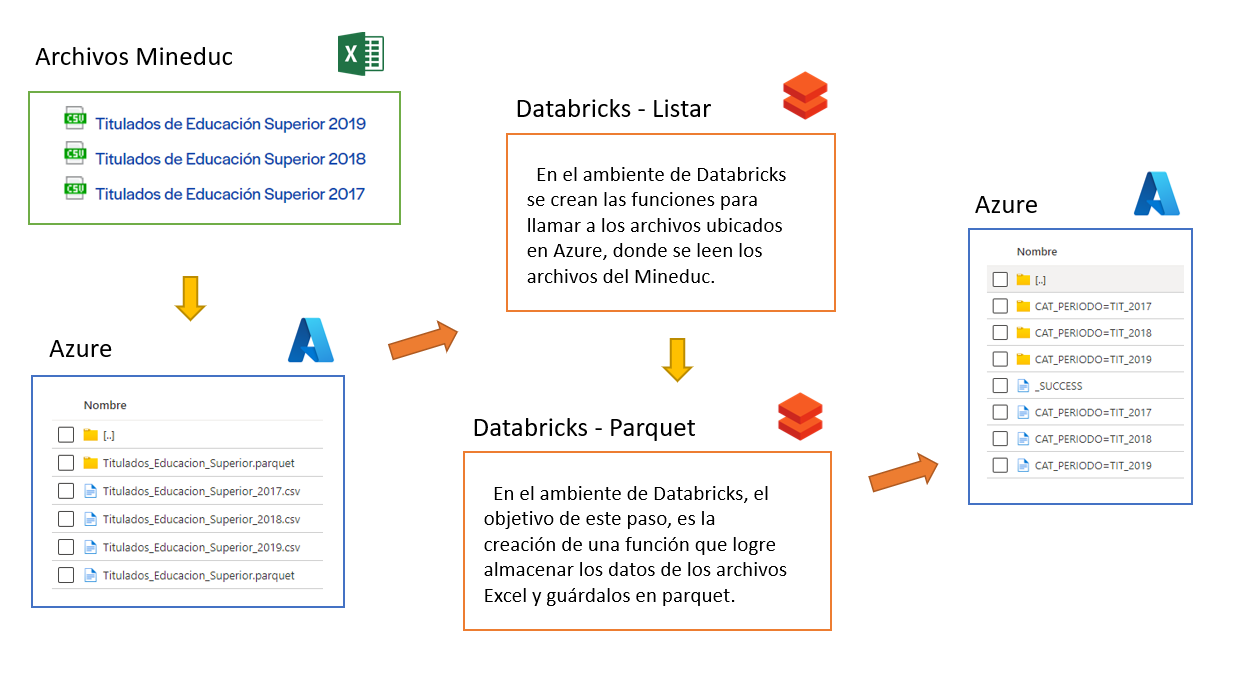 Archivos Mineduc
X
CSV Titulados de Educación Superior 2019
CSV Titulados de Educación Superior 2018
CSV Titulados de Educación Superior 2017
Azure
Nombre
[..]
Titulados_Educacion_Superior.parquet
Titulados_Educacion_Superior_2017.csv
Titulados_Educacion_Superior_2018.csv
Titulados_Educacion_Superior_2019.csv
Titulados_Educacion_Superior.parquet
Databricks - Listar
En el ambiente de Databricks
se crean las funciones para
llamar a los archivos ubicados
en Azure, donde se leen los
archivos del Mineduc.
Databricks - Parquet
En el ambiente de Databricks, el
objetivo de este paso, es la
creación de una función que logre
almacenar los datos de los archivos
Excel y guárdalos en parquet.
Azure
Nombre
[..]
CAT_PERIODO=TIT_2017
CAT_PERIODO=TIT_2018
CAT_PERIODO=TIT_2019
_SUCCESS
CAT_PERIODO=TIT_2017
CAT_PERIODO=TIT_2018
CAT_PERIODO=TIT_2019